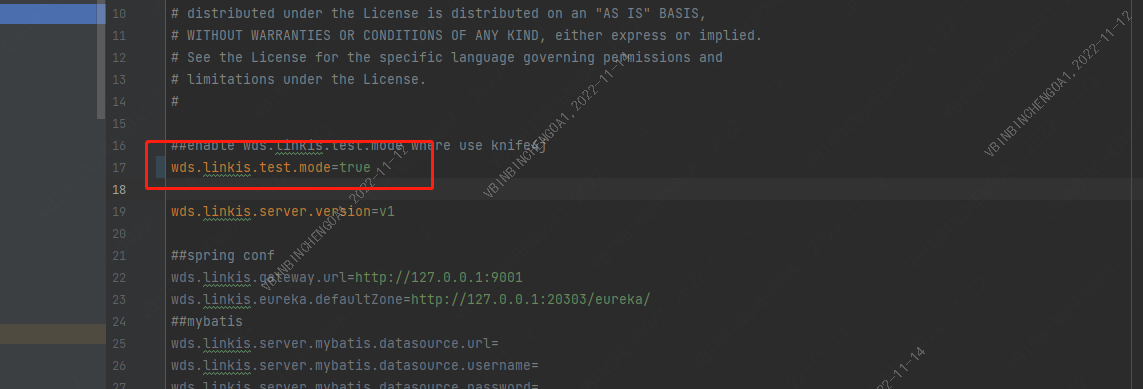 10 # distributed under the License is distributed on an "AS IS" BASIS,
11 # WITHOUT WARRANTIES OR CONDITIONS OF ANY KIND, either express or implied.
12 # See the License for the specific language governing permissions and
13 # limitations under the License.
14 #
15
16 ##enable wds.linkis.test.mode where use knife4j
17 wds.linkis.test.mode=true
18
19 wds.linkis.server.version=v1
20
21 ##spring conf
22 wds.linkis.gateway.url=http://127.0.0.1:9001
23 wds.linkis.eureka.defaultZone=http://127.0.0.1:20303/eureka/
24 ##mybatis
25 wds.linkis.server.mybatis.datasource.url=
26 wds.linkis.server.mybatis.datasource.username=
27 wds.linkis.server.mybatis.datasource.password=
VBINBINCHENGOA1,2022-11-12
VBINBINCHENGOA1,2022-11-14
VBINBINCHENGOA1,2022-11-12
2022-11-14